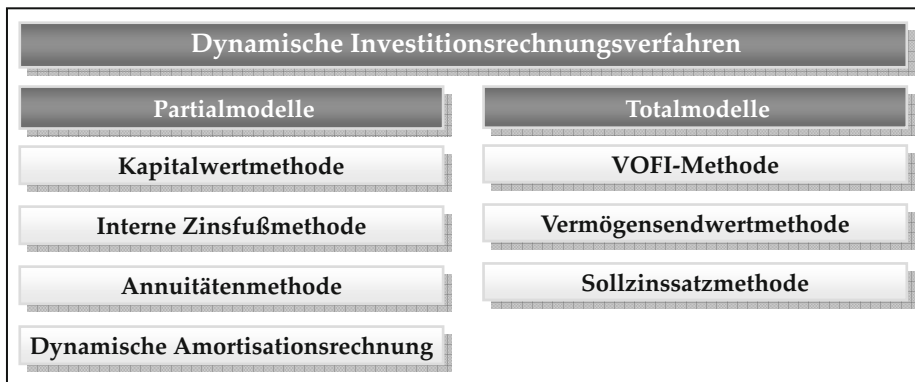 Dynamische Investitionsrechnungsverfahren
Partialmodelle
Kapitalwertmethode
Interne Zinsfußmethode
Annuitätenmethode
Dynamische Amortisationsrechnung
Totalmodelle
VOFI-Methode
Vermögensendwertmethode
Sollzinssatzmethode